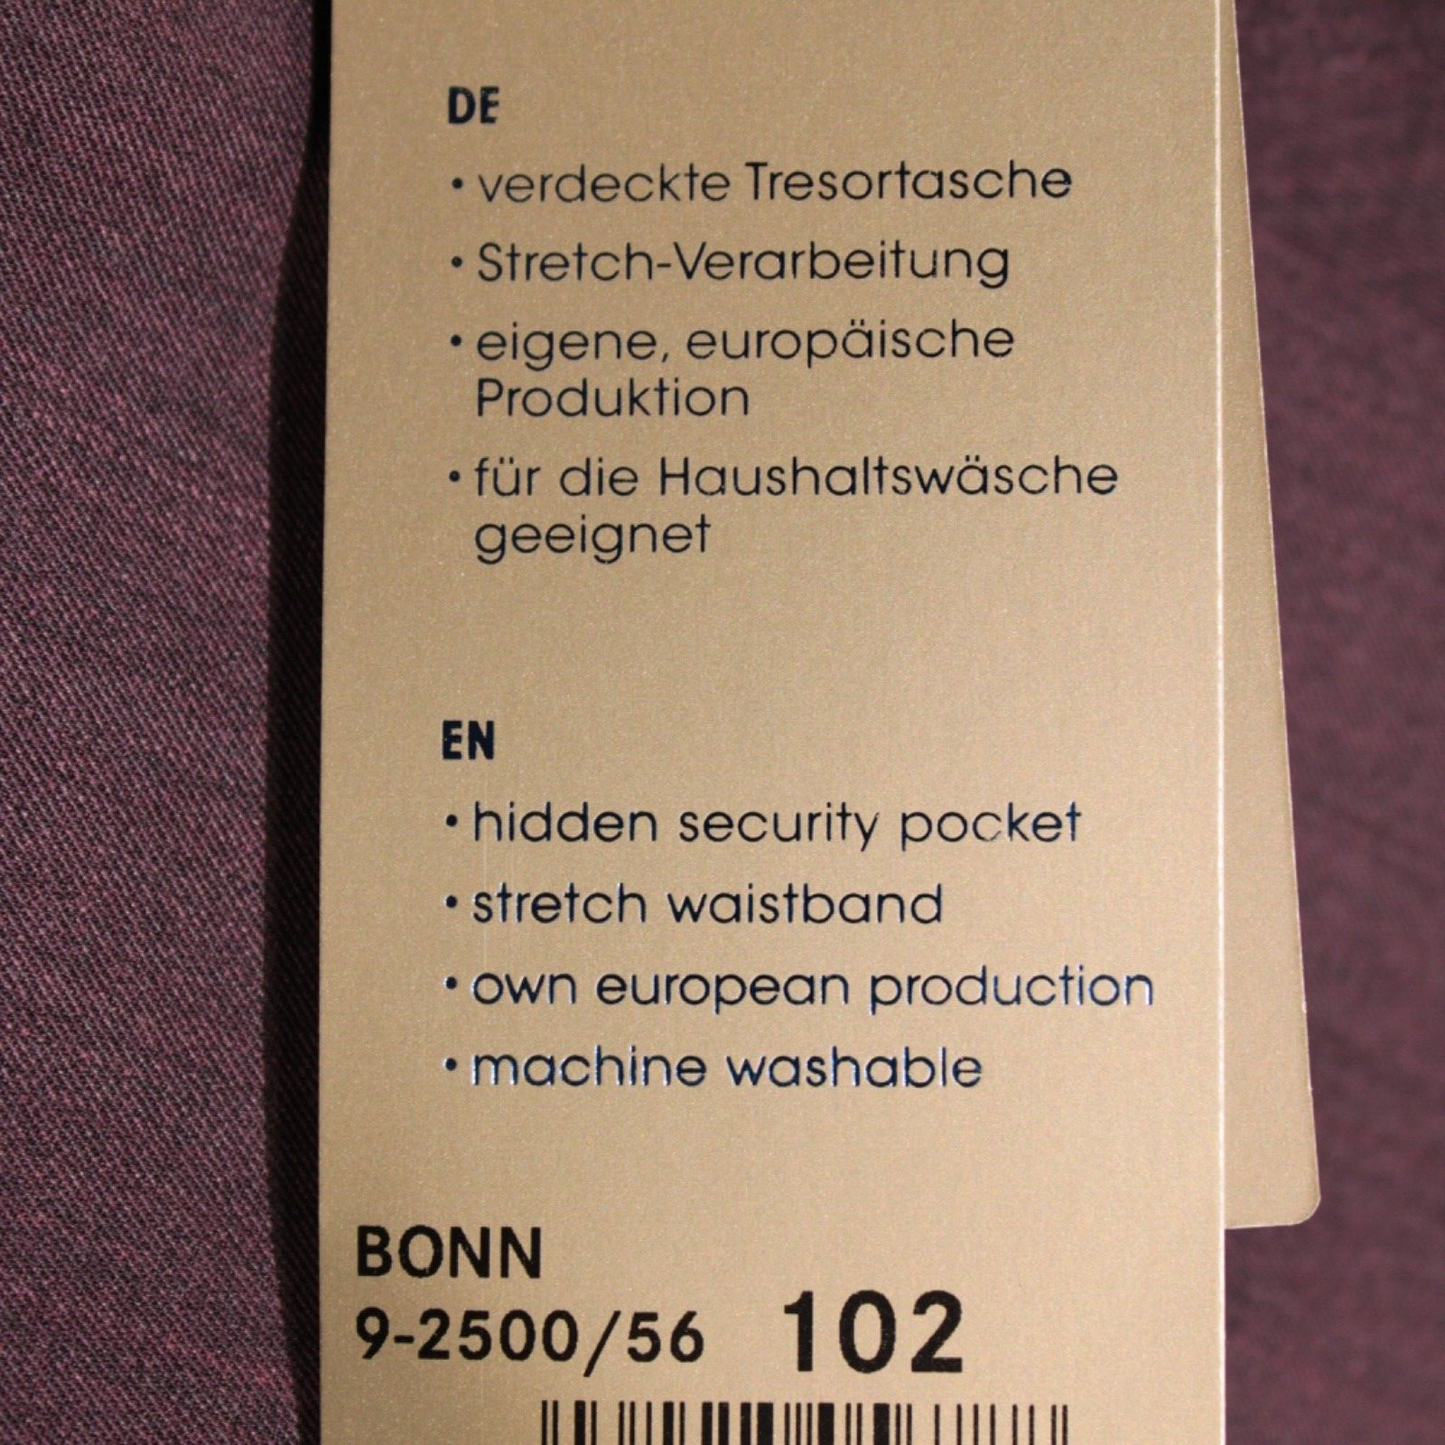 DE
• verdeckte Tresortasche
• Stretch-Verarbeitung
• eigene, europäische
Produktion
• für die Haushaltswäsche
geeignet
EN
• hidden security pocket
• stretch waistband
• own european production
• machine washable
BONN
9-2500/56 102